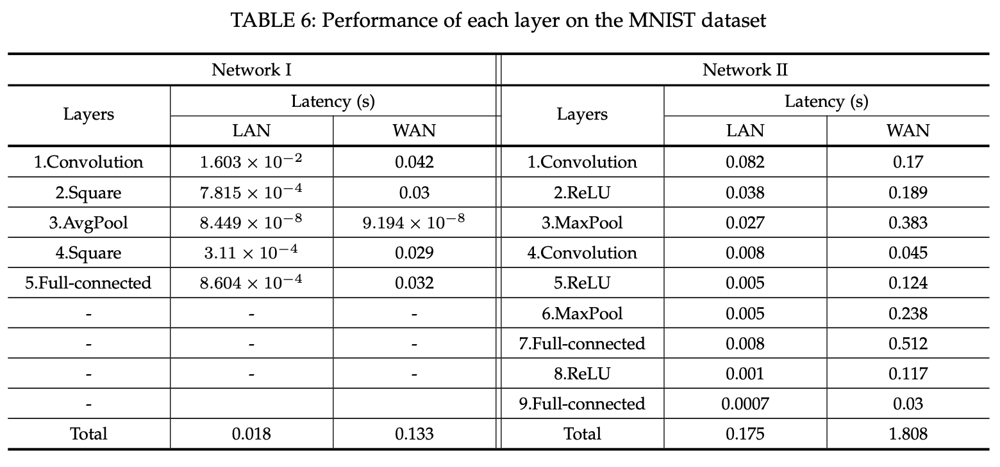 TABLE 6: Performance of each layer on the MNIST dataset
Network I Network II
Layers Latency (s) Layers Latency (s)
LAN WAN LAN WAN
1.Convolution 1.603 × 10−2 0.042 1.Convolution 0.082 0.17
2.Square 7.815 × 10−4 0.03 2.ReLU 0.038 0.189
3.AvgPool 8.449 × 10−8 9.194 × 10−8 3.MaxPool 0.027 0.383
4.Square 3.11 × 10−4 0.029 4.Convolution 0.008 0.045
5.Full-connected 8.604 × 10−4 0.032 5.ReLU 0.005 0.124
- - - 6.MaxPool 0.005 0.238
- - - 7.Full-connected 0.008 0.512
- - - 8.ReLU 0.001 0.117
- 9.Full-connected 0.0007 0.03
Total 0.018 0.133 Total 0.175 1.808